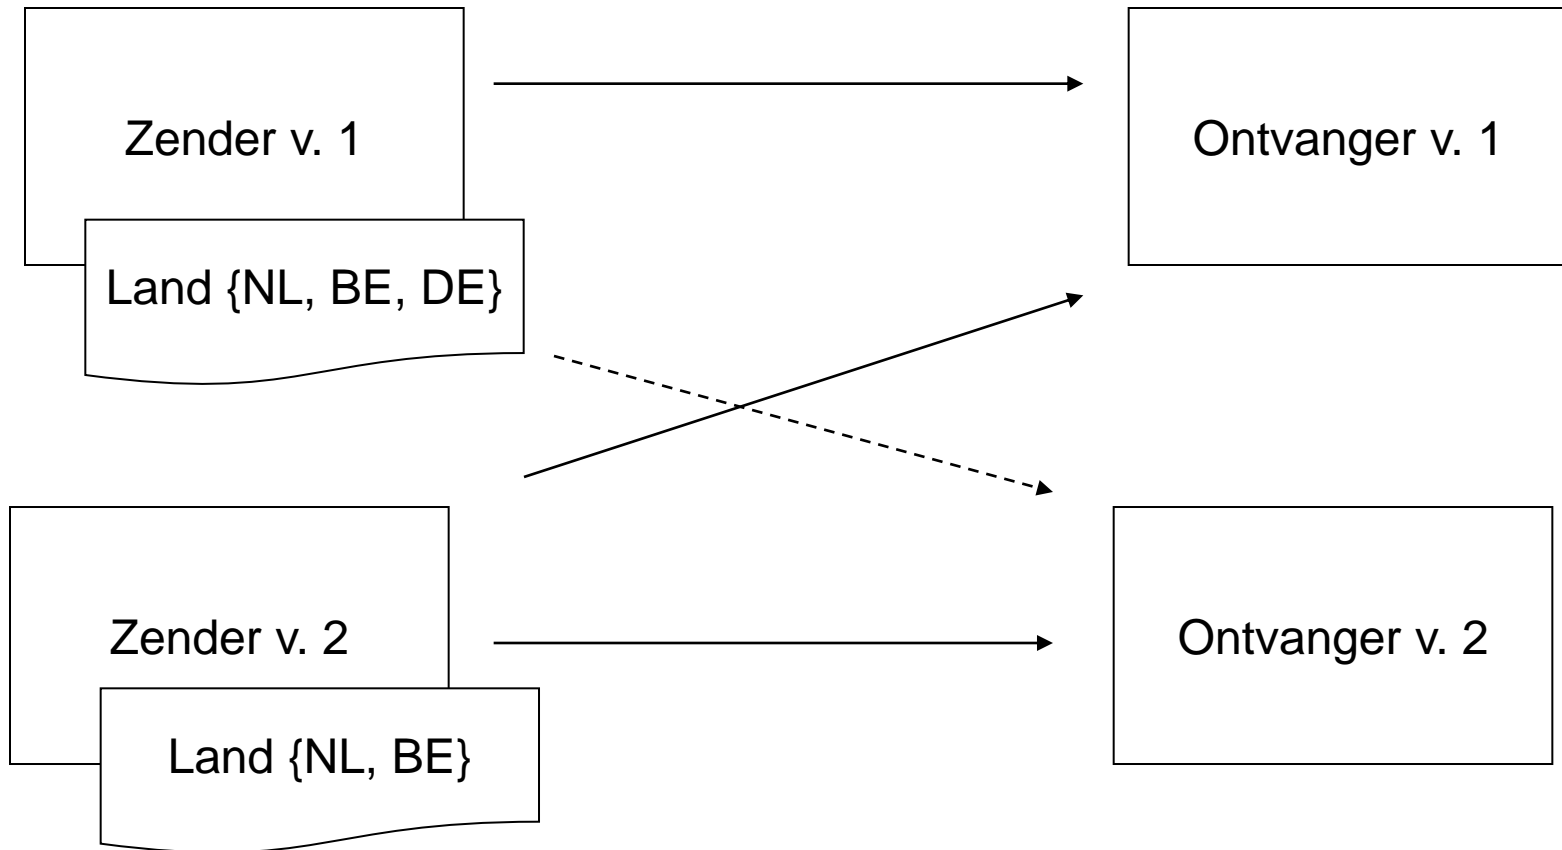 Zender v. 1
Ontvanger v. 1
Land {NL, BE, DE}
Zender v. 2
Ontvanger v. 2
Land {NL, BE}